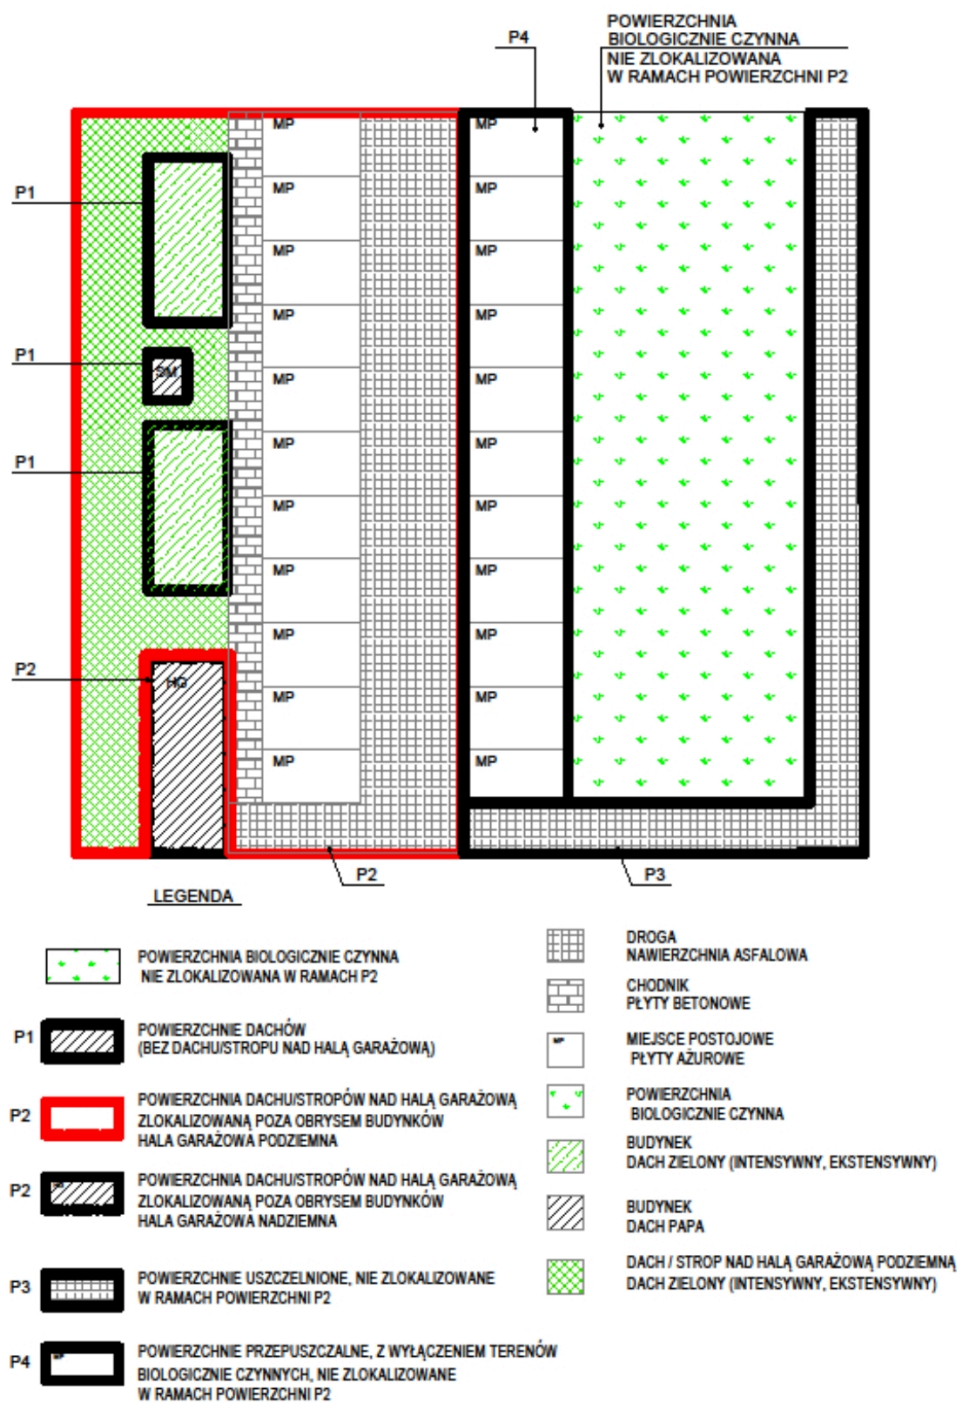 POWIERZCHNIA
BIOLOGICZNIE CZYNNA
NIE ZLOKALIZOWANA
W RAMACH POWIERZCHNI P2
P4
MP MP
P1
MP MP
MP MP
MP MP
P1
SM
MP MP
MP MP
P1
MP MP
MP MP
MP MP
P2
HG
MP MP
MP MP
P2
P3
LEGENDA
POWIERZCHNIA BIOLOGICZNIE CZYNNA
NIE ZLOKALIZOWANA W RAMACH P2
P1
POWIERZCHNIE DACHÓW
(BEZ DACHU/STROPU NAD HALĄ GARAŻOWĄ)
P2
POWIERZCHNIA DACHU/STROPÓW NAD HALĄ GARAŻOWĄ
ZLOKALIZOWANĄ POZA OBRYSEM BUDYNKÓW
HALA GARAŻOWA PODZIEMNA
P2
POWIERZCHNIA DACHU/STROPÓW NAD HALĄ GARAŻOWĄ
ZLOKALIZOWANĄ POZA OBRYSEM BUDYNKÓW
HALA GARAŻOWA NADZIEMNA
P3
POWIERZCHNIE USZCZELNIONE, NIE ZLOKALIZOWANE
W RAMACH POWIERZCHNI P2
P4
MP
POWIERZCHNIE PRZEPUSZCZALNE, Z WYŁĄCZENIEM TERENÓW
BIOLOGICZNIE CZYNNYCH, NIE ZLOKALIZOWANE
W RAMACH POWIERZCHNI P2
DROGA
NAWIERZCHNIA ASFALOWA
CHODNIK
PŁYTY BETONOWE
MP
MIEJSCE POSTOJOWE
PŁYTY AŻUROWE
POWIERZCHNIA
BIOLOGICZNIE CZYNNA
BUDYNEK
DACH ZIELONY (INTENSYWNY, EKSTENSYWNY)
BUDYNEK
DACH PAPA
DACH / STROP NAD HALĄ GARAŻOWĄ PODZIEMNĄ
DACH ZIELONY (INTENSYWNY, EKSTENSYWNY)